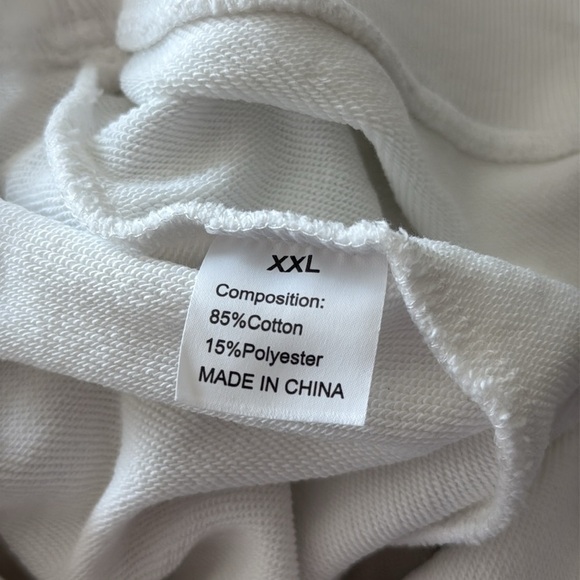 XXL
Composition:
85%Cotton
15%Polyester
MADE IN CHINA